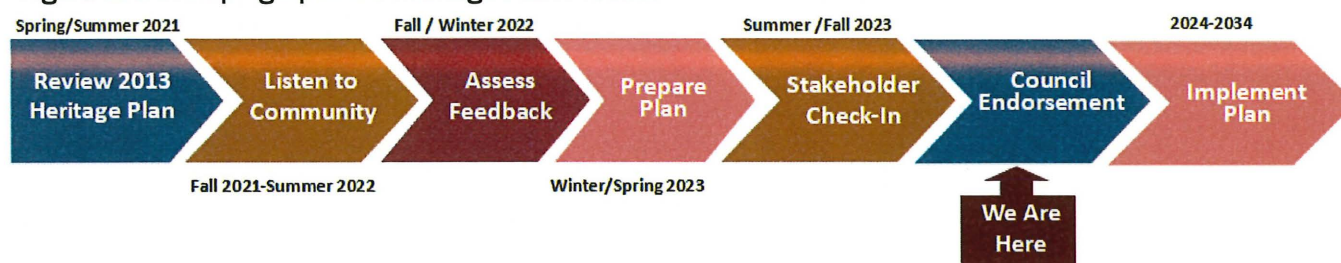 Spring/Summer 2021
Fall / Winter 2022
Summer /Fall 2023
2024-2034
Review 2013
Heritage Plan
Listen to
Community
Assess
Feedback
Prepare
Plan
Stakeholder
Check-In
Council
Endorsement
Implement
Plan
Fall 2021-Summer 2022
Winter/Spring 2023
We Are
Here